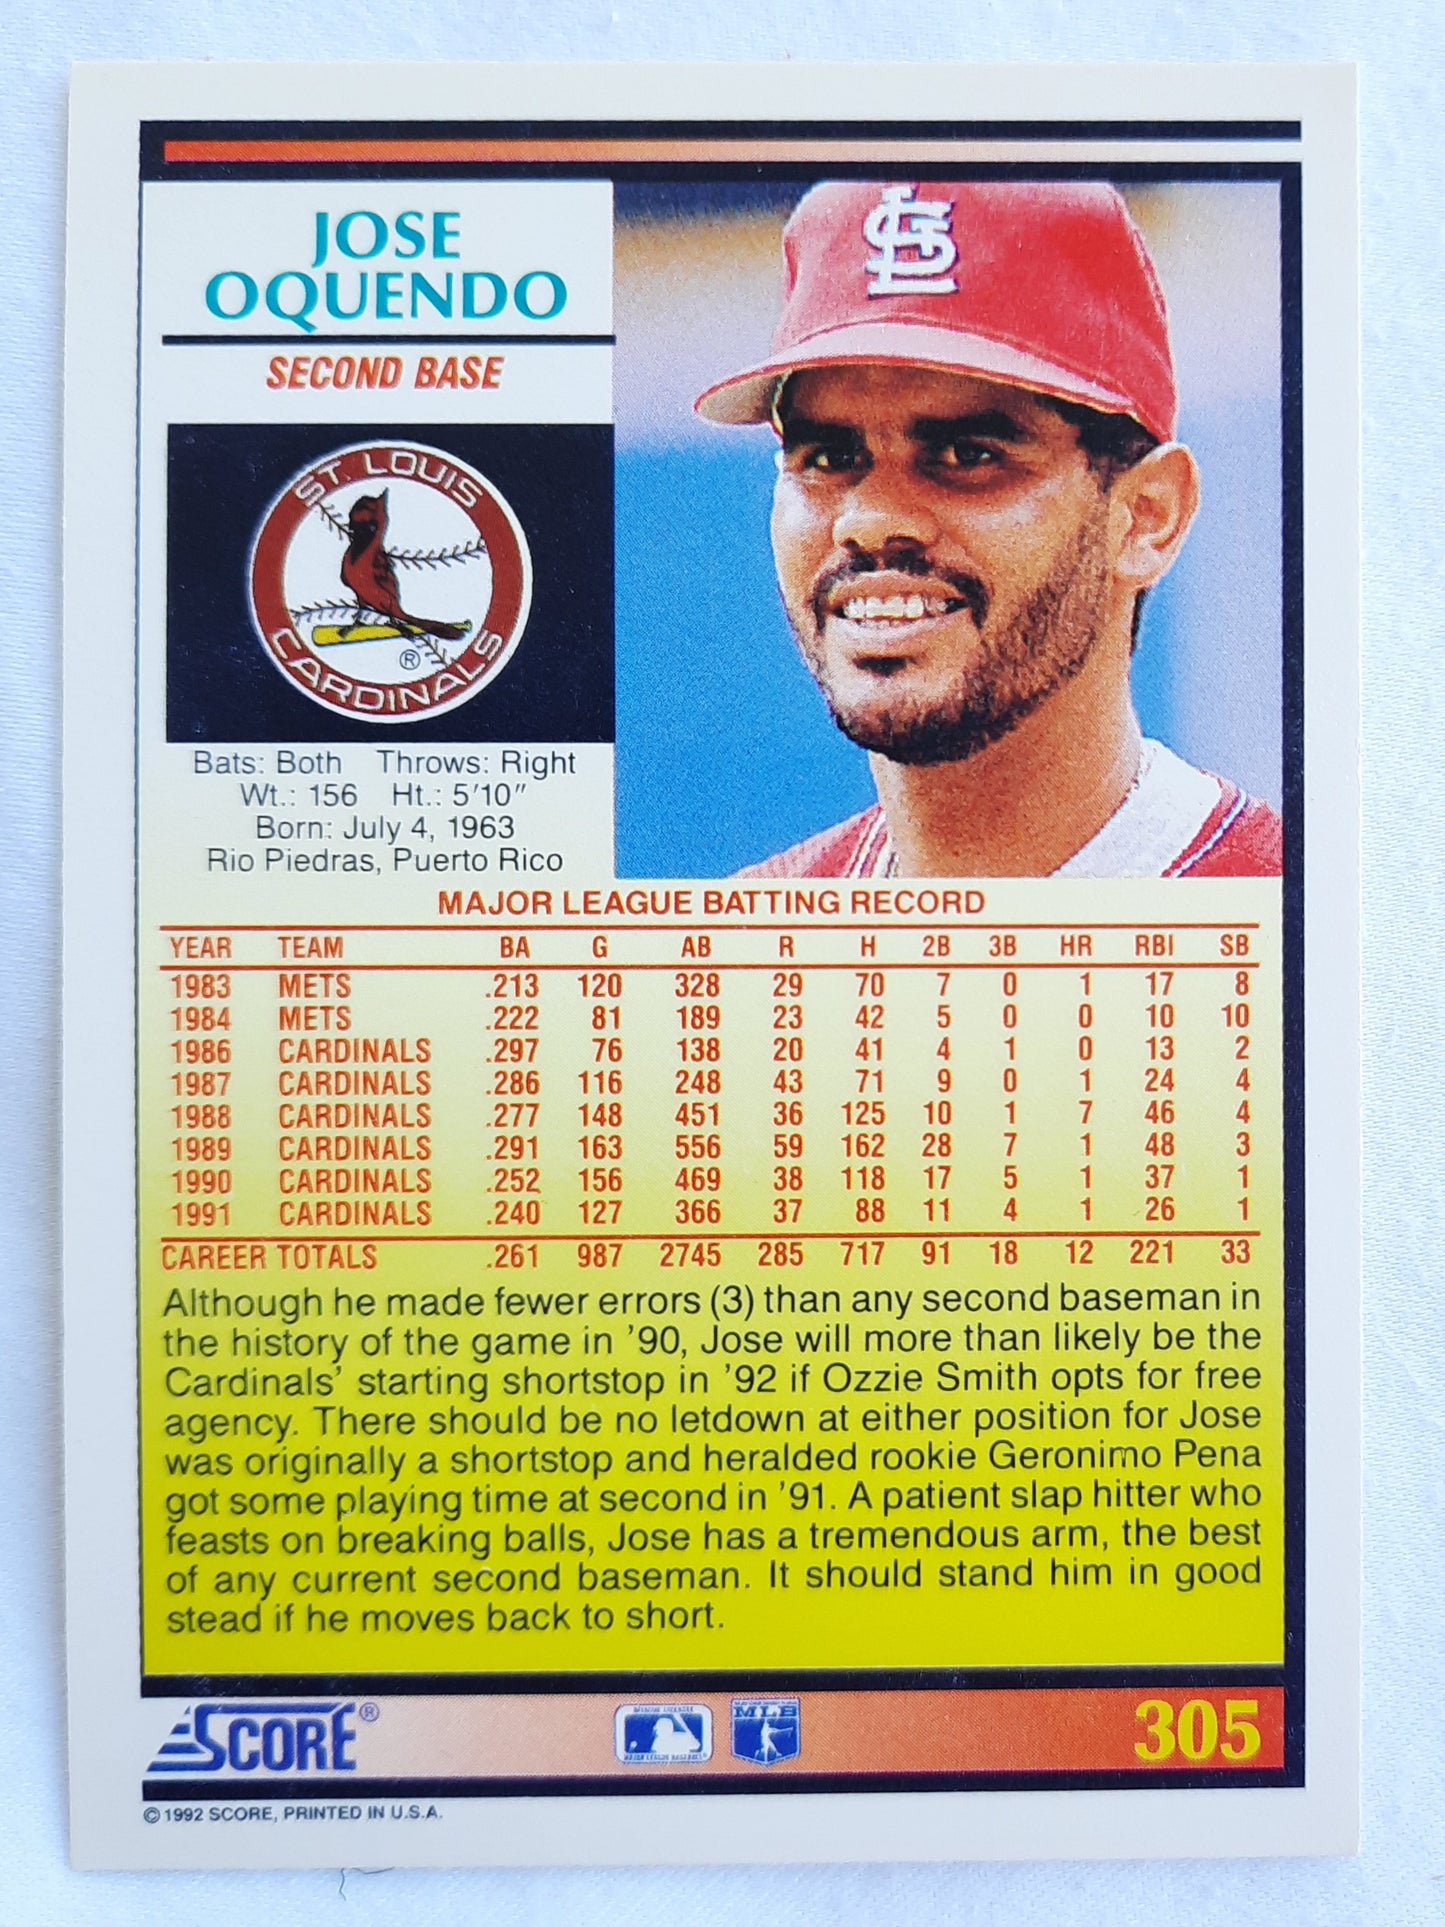 JOSE
OQUENDO
SECOND BASE
STL
ST. LOUIS
CARDINALS
®
Bats: Both Throws: Right
Wt.: 156 Ht.: 5'10"
Born: July 4, 1963
Rio Piedras, Puerto Rico
MAJOR LEAGUE BATTING RECORD
YEAR TEAM BA G AB R H 2B 3B HR RBI SB
1983 METS .213 120 328 29 70 7 0 1 17 8
1984 METS .222 81 189 23 42 5 0 0 10 10
1986 CARDINALS .297 76 138 20 41 4 1 0 13 2
1987 CARDINALS .286 116 248 43 71 9 0 1 24 4
1988 CARDINALS .277 148 451 36 125 10 1 7 46 4
1989 CARDINALS .291 163 556 59 162 28 7 1 48 3
1990 CARDINALS .252 156 469 38 118 17 5 1 37 1
1991 CARDINALS .240 127 366 37 88 11 4 1 26 1
CAREER TOTALS .261 987 2745 285 717 91 18 12 221 33
Although he made fewer errors (3) than any second baseman in
the history of the game in '90, Jose will more than likely be the
Cardinals' starting shortstop in '92 if Ozzie Smith opts for free
agency. There should be no letdown at either position for Jose
was originally a shortstop and heralded rookie Geronimo Pena
got some playing time at second in '91. A patient slap hitter who
feasts on breaking balls, Jose has a tremendous arm, the best
of any current second baseman. It should stand him in good
stead if he moves back to short.
SCORE® MLB 305
© 1992 SCORE, PRINTED IN U.S.A.